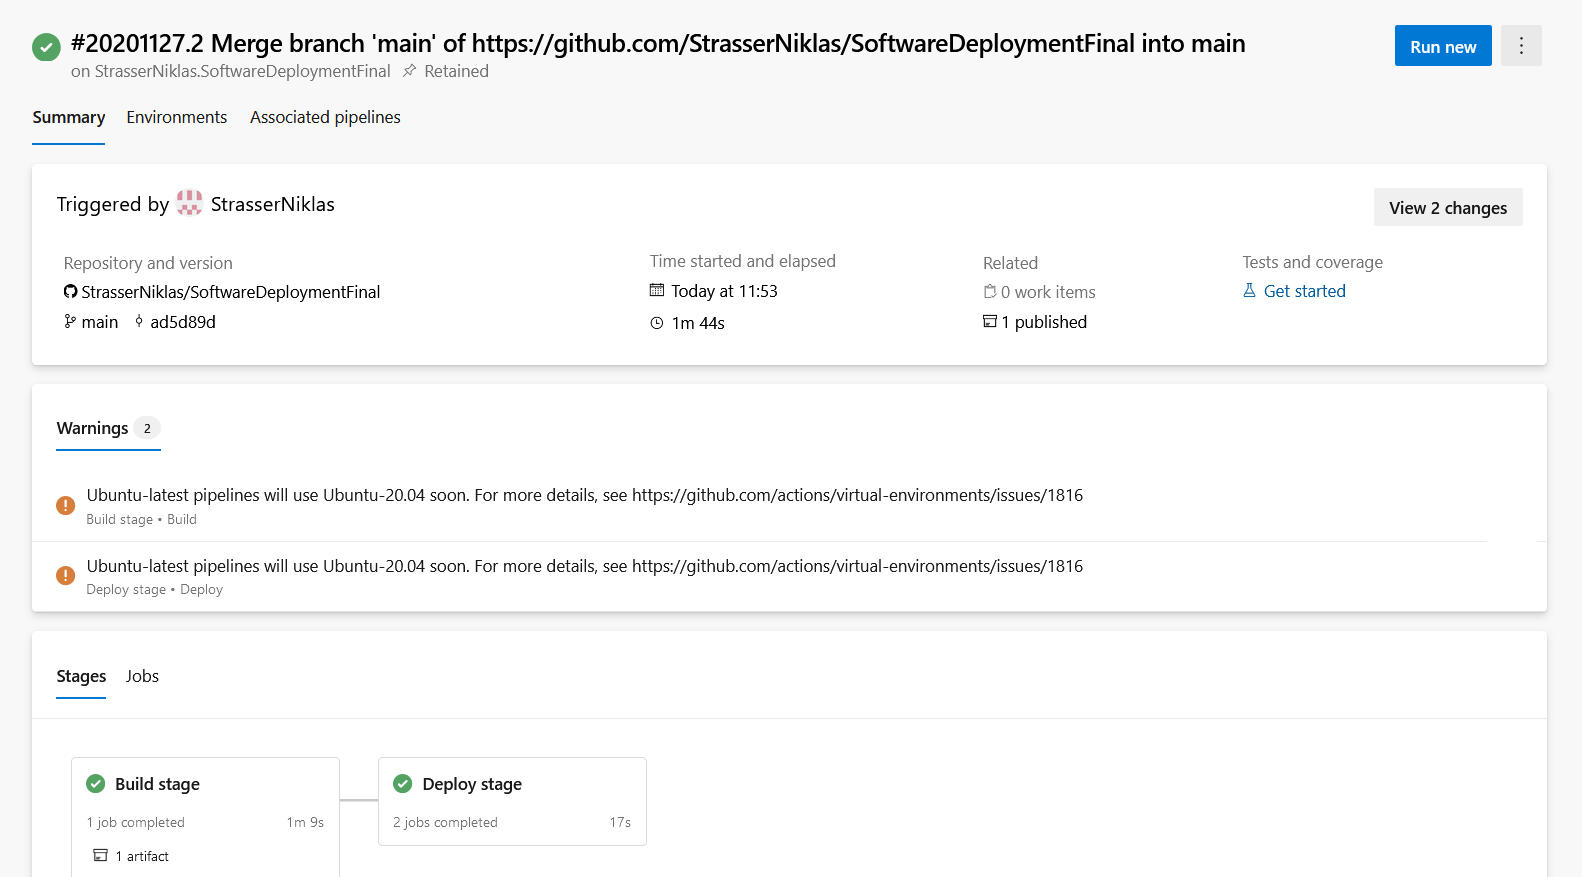 #20201127.2 Merge branch 'main' of https://github.com/StrasserNiklas/SoftwareDeploymentFinal into main
on StrasserNiklas.SoftwareDeploymentFinal Retained
Run new
Summary Environments Associated pipelines
Triggered by StrasserNiklas
View 2 changes
Repository and version
StrasserNiklas/SoftwareDeploymentFinal
main ad5d89d
Time started and elapsed
Today at 11:53
1m 44s
Related
0 work items
1 published
Tests and coverage
Get started
Warnings 2
Ubuntu-latest pipelines will use Ubuntu-20.04 soon. For more details, see https://github.com/actions/virtual-environments/issues/1816
Build stage • Build
Ubuntu-latest pipelines will use Ubuntu-20.04 soon. For more details, see https://github.com/actions/virtual-environments/issues/1816
Deploy stage • Deploy
Stages Jobs
Build stage
1 job completed 1m 9s
1 artifact
Deploy stage
2 jobs completed 17s